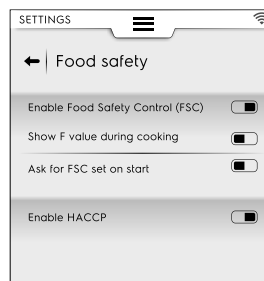 SETTINGS
Food safety
Enable Food Safety Control (FSC)
Show F value during cooking
Ask for FSC set on start
Enable HACCP